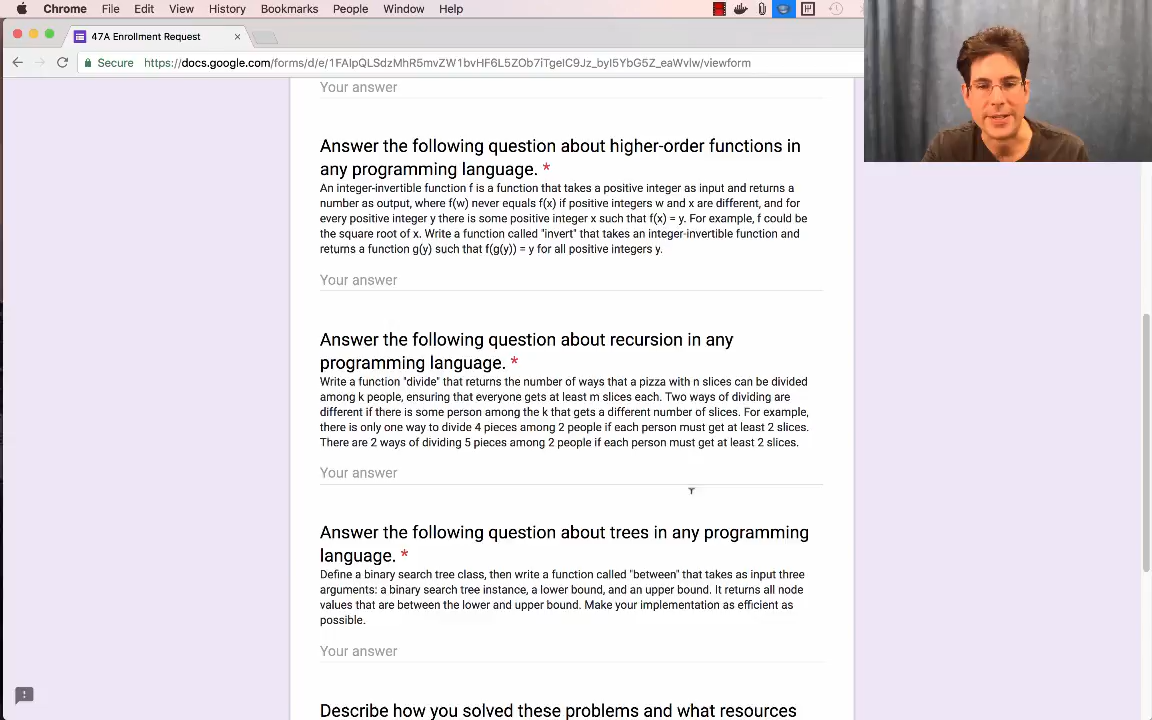 Chrome File Edit View History Bookmarks People Window Help
47A Enrollment Request
Secure https://docs.google.com/forms/d/e/1FAIpQLSdzMhR5mvZW1bvHF6L5ZOb7iTgeIC9Jz_byI5YbG5Z_eaWvlw/viewform
Your answer
Answer the following question about higher-order functions in
any programming language. *
An integer-invertible function f is a function that takes a positive integer as input and returns a
number as output, where f(w) never equals f(x) if positive integers w and x are different, and for
every positive integer y there is some positive integer x such that f(x) = y. For example, f could be
the square root of x. Write a function called "invert" that takes an integer-invertible function and
returns a function g(y) such that f(g(y)) = y for all positive integers y.
Your answer
Answer the following question about recursion in any
programming language. *
Write a function "divide" that returns the number of ways that a pizza with n slices can be divided
among k people, ensuring that everyone gets at least m slices each. Two ways of dividing are
different if there is some person among the k that gets a different number of slices. For example,
there is only one way to divide 4 pieces among 2 people if each person must get at least 2 slices.
There are 2 ways of dividing 5 pieces among 2 people if each person must get at least 2 slices.
Your answer
Answer the following question about trees in any programming
language. *
Define a binary search tree class, then write a function called "between" that takes as input three
arguments: a binary search tree instance, a lower bound, and an upper bound. It returns all node
values that are between the lower and upper bound. Make your implementation as efficient as
possible.
Your answer
Describe how you solved these problems and what resources